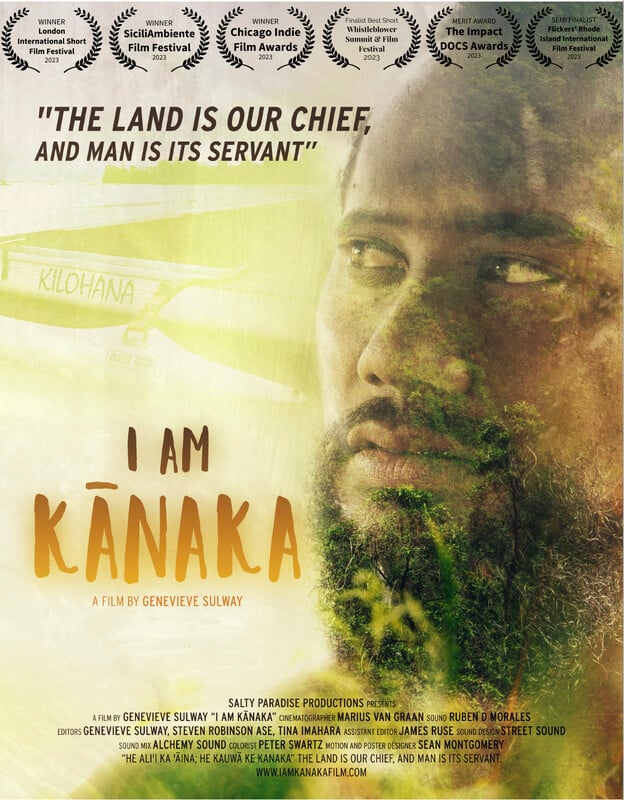 WINNER
London
International Short
Film Festival
2023
WINNER
SiciliAmbiente
Film Festival
2023
WINNER
Chicago Indie
Film Awards
2023
Finalist Best Short
Whistleblower
Summit & Film
Festival
2023
MERIT AWARD
The Impact
DOCS Awards
2023
SEMI FINALIST
Flickers' Rhode
Island International
Film Festival
2023
"THE LAND IS OUR CHIEF,
AND MAN IS ITS SERVANT"
KILOHANA
I AM
KĀNAKA
A FILM BY GENEVIEVE SULWAY
SALTY PARADISE PRODUCTIONS PRESENTS
A FILM BY GENEVIEVE SULWAY "I AM KĀNAKA" CINEMATOGRAPHER MARIUS VAN GRAAN SOUND RUBEN D MORALES
EDITORS GENEVIEVE SULWAY, STEVEN ROBINSON ASE, TINA IMAHARA ASSISTANT EDITOR JAMES RUSE SOUND DESIGN STREET SOUND
SOUND MIX ALCHEMY SOUND COLORIST PETER SWARTZ MOTION AND POSTER DESIGNER SEAN MONTGOMERY
"HE ALI'I KA 'ĀINA; HE KAUWĀ KE KANAKA" THE LAND IS OUR CHIEF, AND MAN IS ITS SERVANT.
WWW.IAMKANAKAFILM.COM